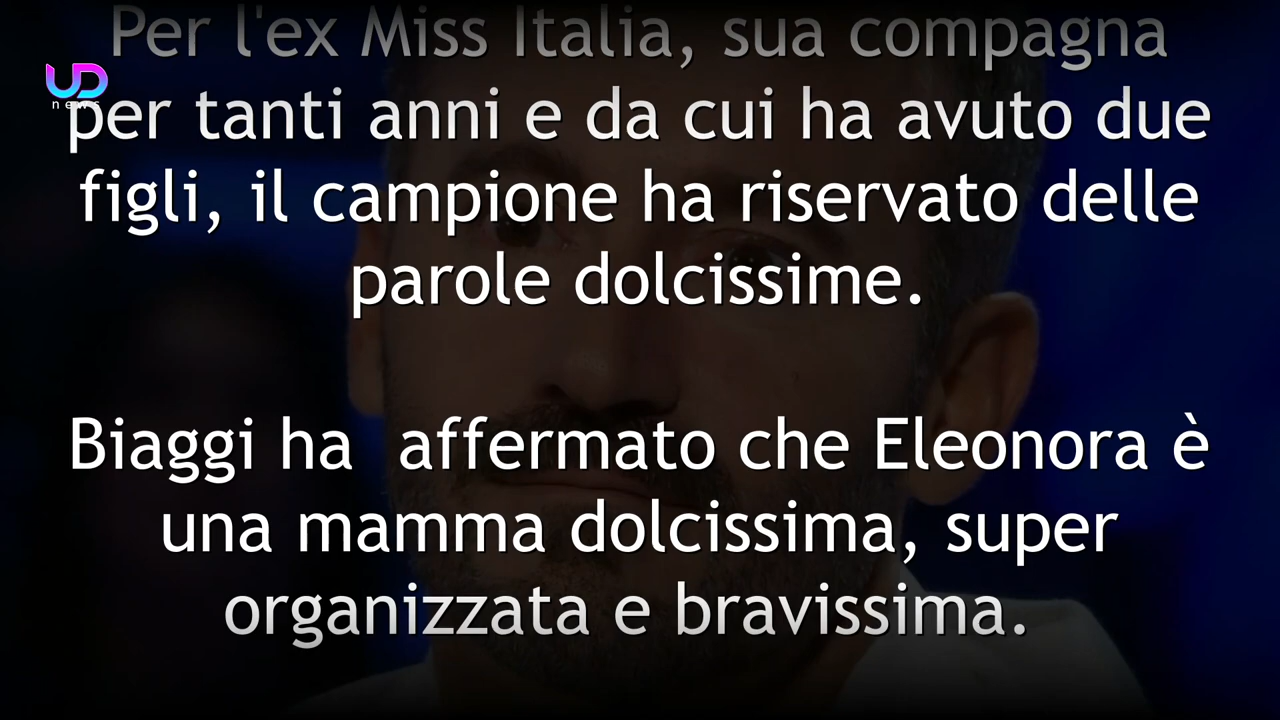 Per l'ex Miss Italia, sua compagna
UD
news
per tanti anni e da cui ha avuto due
figli, il campione ha riservato delle
parole dolcissime.
Biaggi ha  affermato che Eleonora è
una mamma dolcissima, super
organizzata e bravissima.